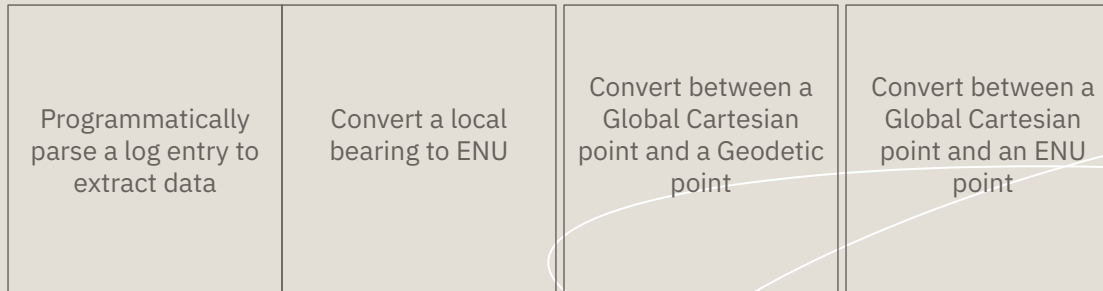 Programmatically
parse a log entry to
extract data
Convert a local
bearing to ENU
Convert between a
Global Cartesian
point and a Geodetic
point
Convert between a
Global Cartesian
point and an ENU
point